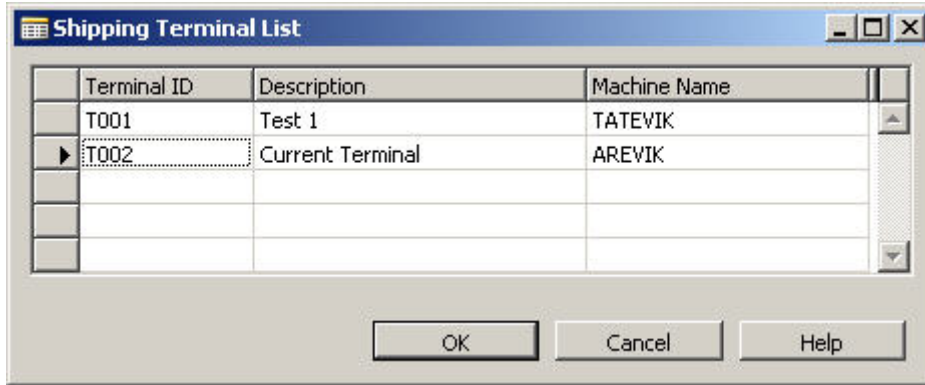 Shipping Terminal List
Terminal ID Description Machine Name
T001 Test 1 TATEVIK
T002 Current Terminal AREVIK
OK Cancel Help